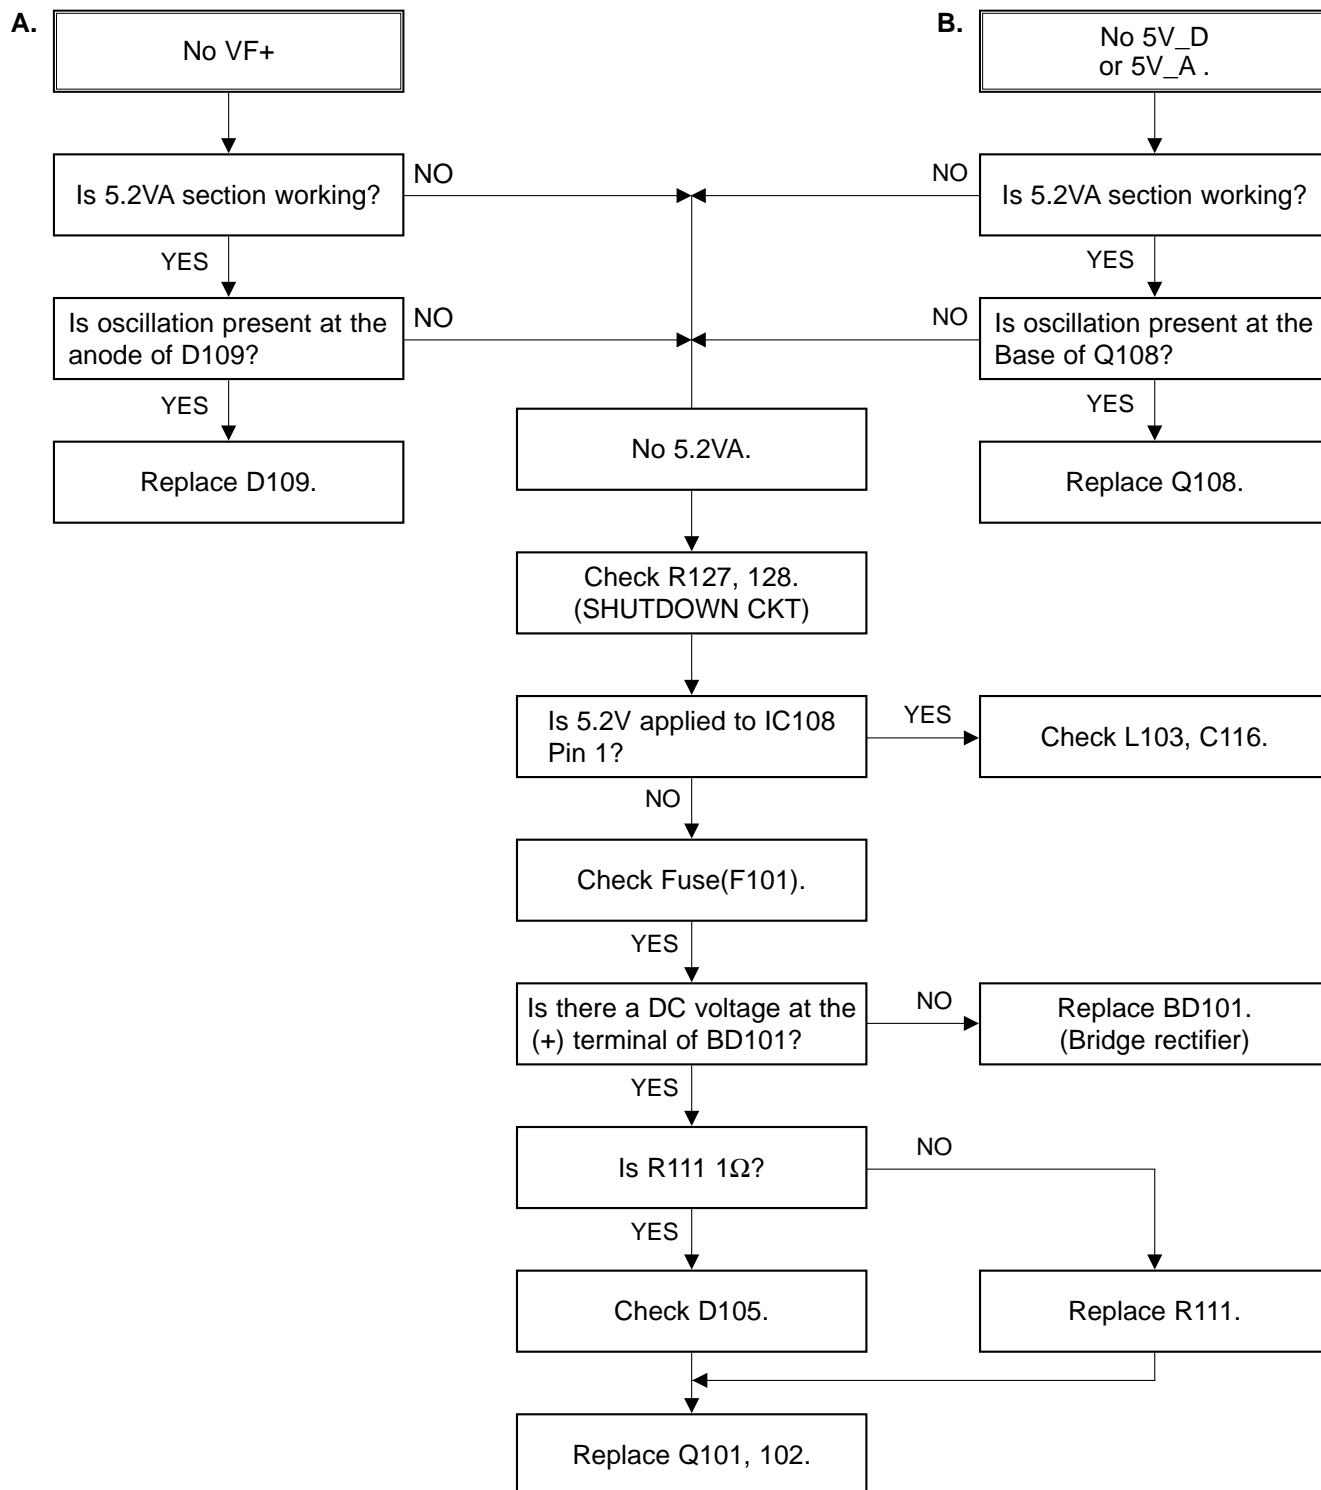 A.
No VF+
B.
No 5V_D
or 5V_A .
Is 5.2VA section working?
NO
NO
Is 5.2VA section working?
YES
YES
Is oscillation present at the
anode of D109?
NO
NO
Is oscillation present at the
Base of Q108?
YES
YES
Replace D109.
No 5.2VA.
Replace Q108.
Check R127, 128.
(SHUTDOWN CKT)
Is 5.2V applied to IC108
Pin 1?
YES
Check L103, C116.
NO
Check Fuse(F101).
YES
Is there a DC voltage at the
(+) terminal of BD101?
NO
Replace BD101.
(Bridge rectifier)
YES
Is R111 1Ω?
NO
YES
Check D105.
Replace R111.
Replace Q101, 102.